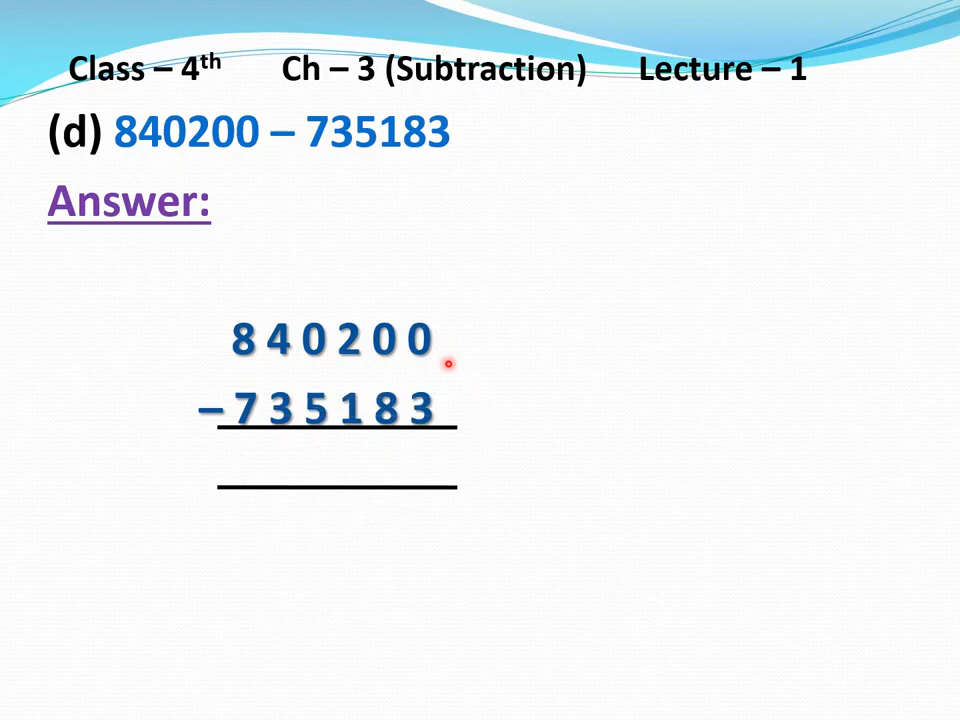 Class – 4th Ch – 3 (Subtraction) Lecture – 1
(d) 840200 – 735183
Answer:
8 4 0 2 0 0
– 7 3 5 1 8 3